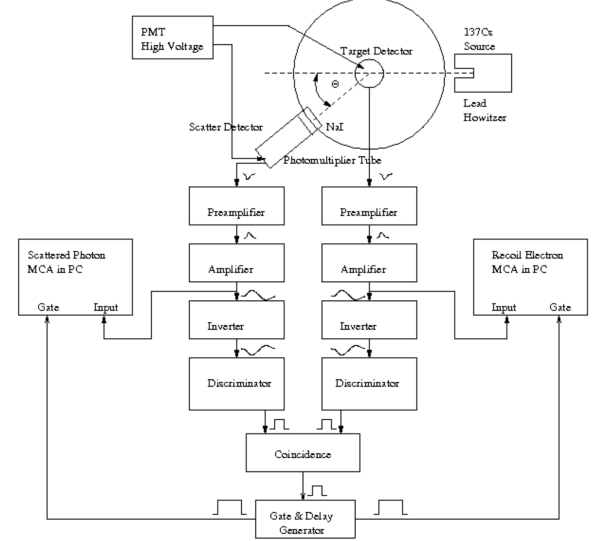 PMT
High Voltage
Target Detector
137Cs
Source
Θ
Lead
Howitzer
Scatter Detector
NaI
Photomultiplier Tube
Preamplifier
Preamplifier
Scattered Photon
MCA in PC
Gate
Input
Amplifier
Amplifier
Recoil Electron
MCA in PC
Input
Gate
Inverter
Inverter
Discriminator
Discriminator
Coincidence
Gate & Delay
Generator